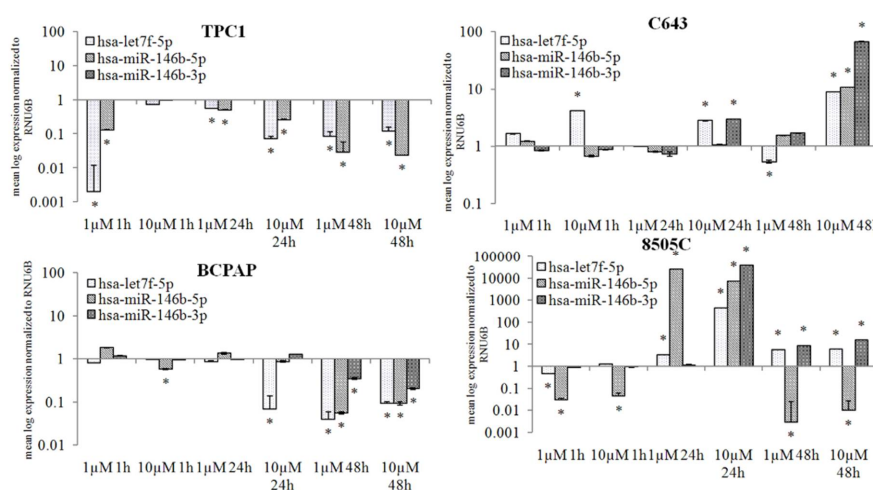 TPC1
mean log expression normalized to
RNU6B
100
10
1
0.1
0.01
0.001
hsa-let7f-5p
hsa-miR-146b-5p
hsa-miR-146b-3p
* * * * * * * * * *
1µM 1h 10µM 1h 1µM 24h 10µM 24h 1µM 48h 10µM 48h
C643
mean log expression normalized to
RNU6B
100
10
1
0.1
hsa-let7f-5p
hsa-miR-146b-5p
hsa-miR-146b-3p
* * * * * * *
1µM 1h 10µM 1h 1µM 24h 10µM 24h 1µM 48h 10µM 48h
BCPAP
mean log expression normalized to RNU6B
100
10
1
0.1
0.01
hsa-let7f-5p
hsa-miR-146b-5p
hsa-miR-146b-3p
* * * * * * * *
1µM 1h 10µM 1h 1µM 24h 10µM 24h 1µM 48h 10µM 48h
8505C
mean log expression normalized to
RNU6B
100000
10000
1000
100
10
1
0.1
0.01
0.001
hsa-let7f-5p
hsa-miR-146b-5p
hsa-miR-146b-3p
* * * * * * * * * * * * * *
1µM 1h 10µM 1h 1µM 24h 10µM 24h 1µM 48h 10µM 48h